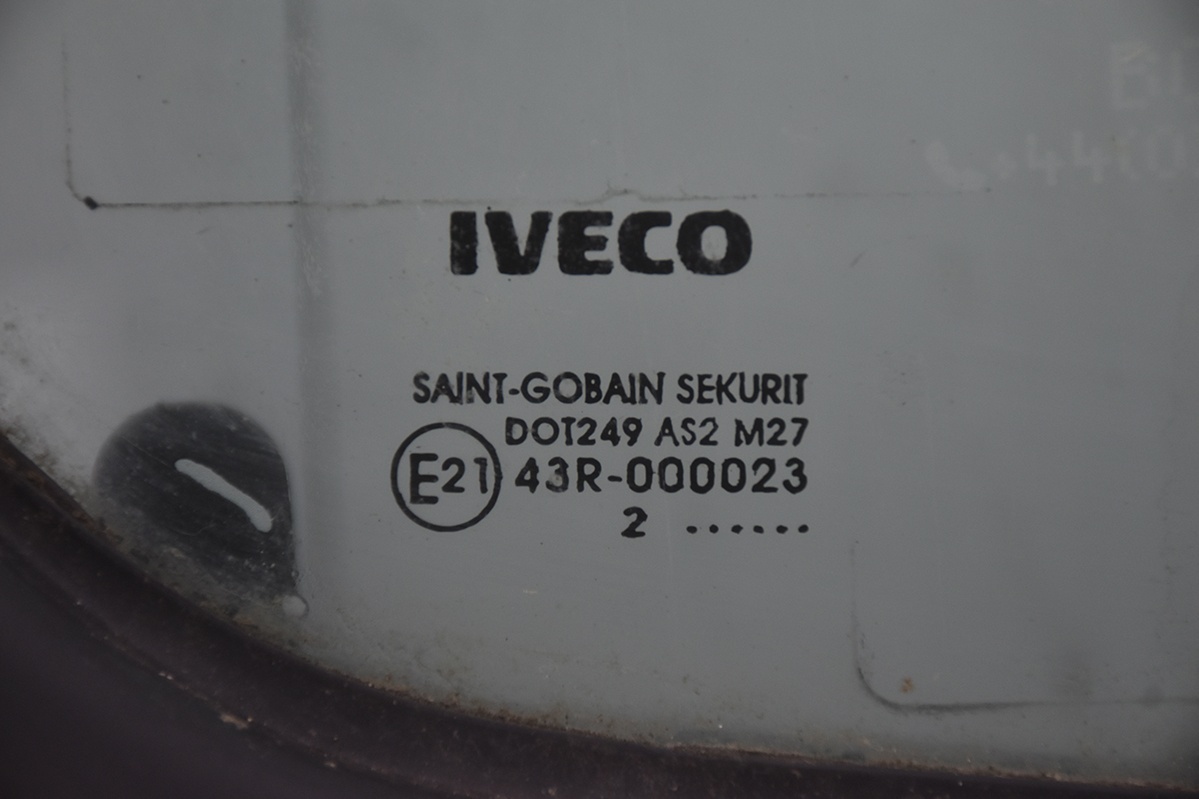 IVECO
SAINT-GOBAIN SEKURIT
DOT249 AS2 M27
E21 43R-000023
2 ......